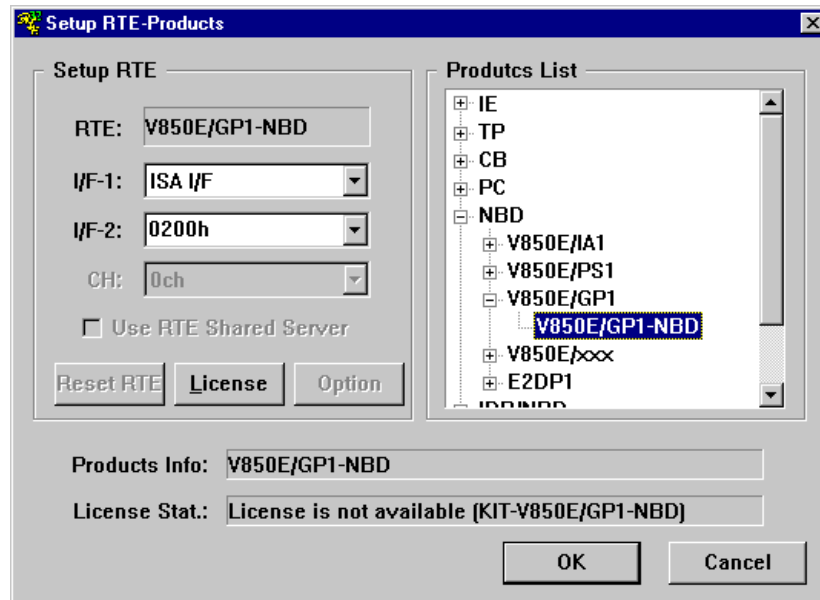 Setup RTE-Products
Setup RTE
RTE: V850E/GP1-NBD
I/F-1: ISA I/F
I/F-2: 0200h
CH: 0ch
Use RTE Shared Server
Reset RTE License Option
Produtcs List
IE
TP
CB
PC
NBD
V850E/IA1
V850E/PS1
V850E/GP1
V850E/GP1-NBD
V850E/xxx
E2DP1
Products Info: V850E/GP1-NBD
License Stat.: License is not available (KIT-V850E/GP1-NBD)
OK Cancel